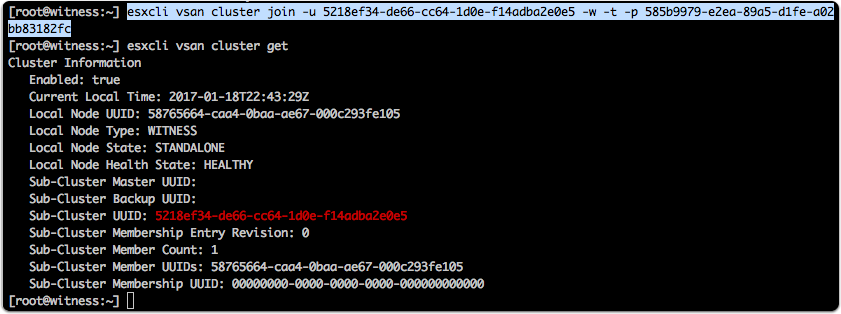 [root@witness:~] esxcli vsan cluster join -u 5218ef34-de66-cc64-1d0e-f14adba2e0e5 -w -t -p 585b9979-e2ea-89a5-d1fe-a02
bb83182fc
[root@witness:~] esxcli vsan cluster get
Cluster Information
   Enabled: true
   Current Local Time: 2017-01-18T22:43:29Z
   Local Node UUID: 58765664-caa4-0baa-ae67-000c293fe105
   Local Node Type: WITNESS
   Local Node State: STANDALONE
   Local Node Health State: HEALTHY
   Sub-Cluster Master UUID:
   Sub-Cluster Backup UUID:
   Sub-Cluster UUID: 5218ef34-de66-cc64-1d0e-f14adba2e0e5
   Sub-Cluster Membership Entry Revision: 0
   Sub-Cluster Member Count: 1
   Sub-Cluster Member UUIDs: 58765664-caa4-0baa-ae67-000c293fe105
   Sub-Cluster Membership UUID: 00000000-0000-0000-0000-000000000000
[root@witness:~]